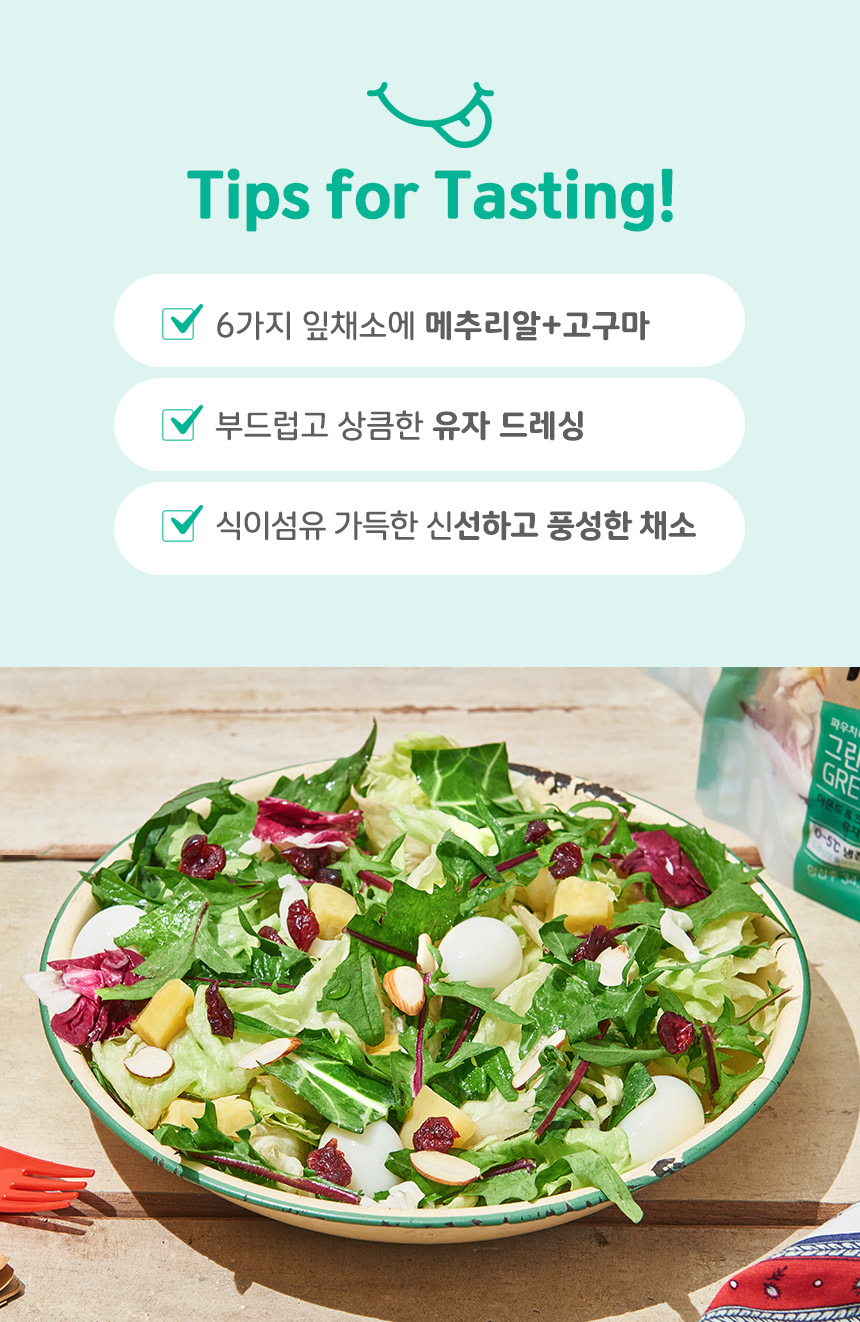 Tips for Tasting!
6가지 잎채소에 메추리알+고구마
부드럽고 상큼한 유자 드레싱
식이섬유 가득한 신선하고 풍성한 채소
파우치
그린
GRE
0~5℃ 냉